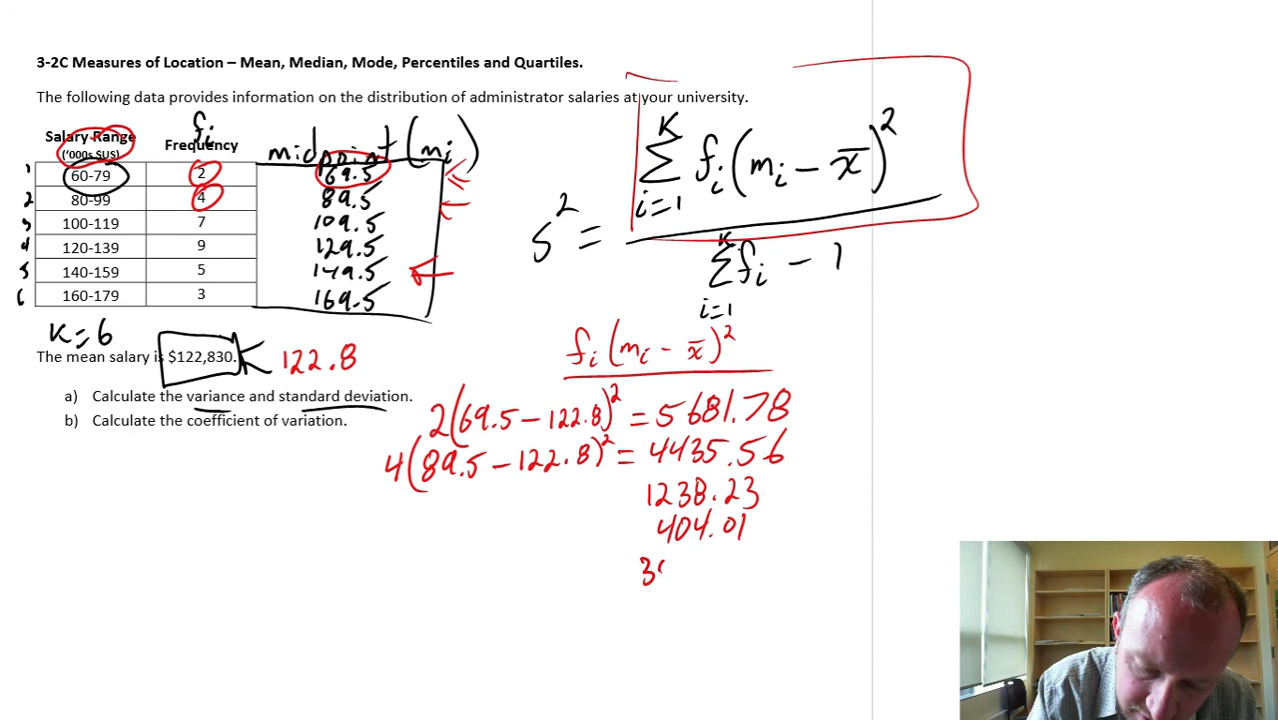 3-2C Measures of Location – Mean, Median, Mode, Percentiles and Quartiles.
The following data provides information on the distribution of administrator salaries at your university.
Salary Range ('000s $US) fi Frequency midpoint (mi)
1 60-79 2 69.5
2 80-99 4 89.5
3 100-119 7 109.5
4 120-139 9 129.5
5 140-159 5 149.5
6 160-179 3 169.5
K=6
s² = K Σ i=1 fi(mi - x̄)²
K Σ i=1 fi - 1
The mean salary is $122,830. 122.8
a) Calculate the variance and standard deviation.
b) Calculate the coefficient of variation.
fi(mi - x̄)²
2(69.5 - 122.8)² = 5681.78
4(89.5 - 122.8)² = 4435.56
1238.23
404.01
3